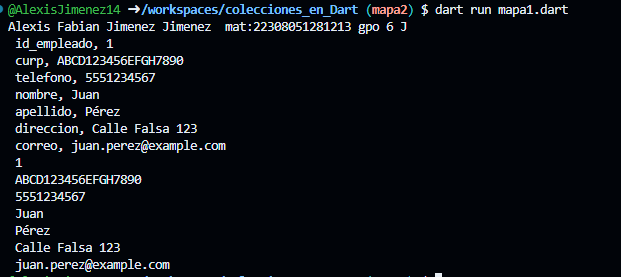 @AlexisJimenez14 ➜/workspaces/colecciones_en_Dart (mapa2) $ dart run mapa1.dart
Alexis Fabian Jimenez Jimenez  mat:22308051281213 gpo 6 J
id_empleado, 1
curp, ABCD123456EFGH7890
telefono, 5551234567
nombre, Juan
apellido, Pérez
direccion, Calle Falsa 123
correo, juan.perez@example.com
1
ABCD123456EFGH7890
5551234567
Juan
Pérez
Calle Falsa 123
juan.perez@example.com